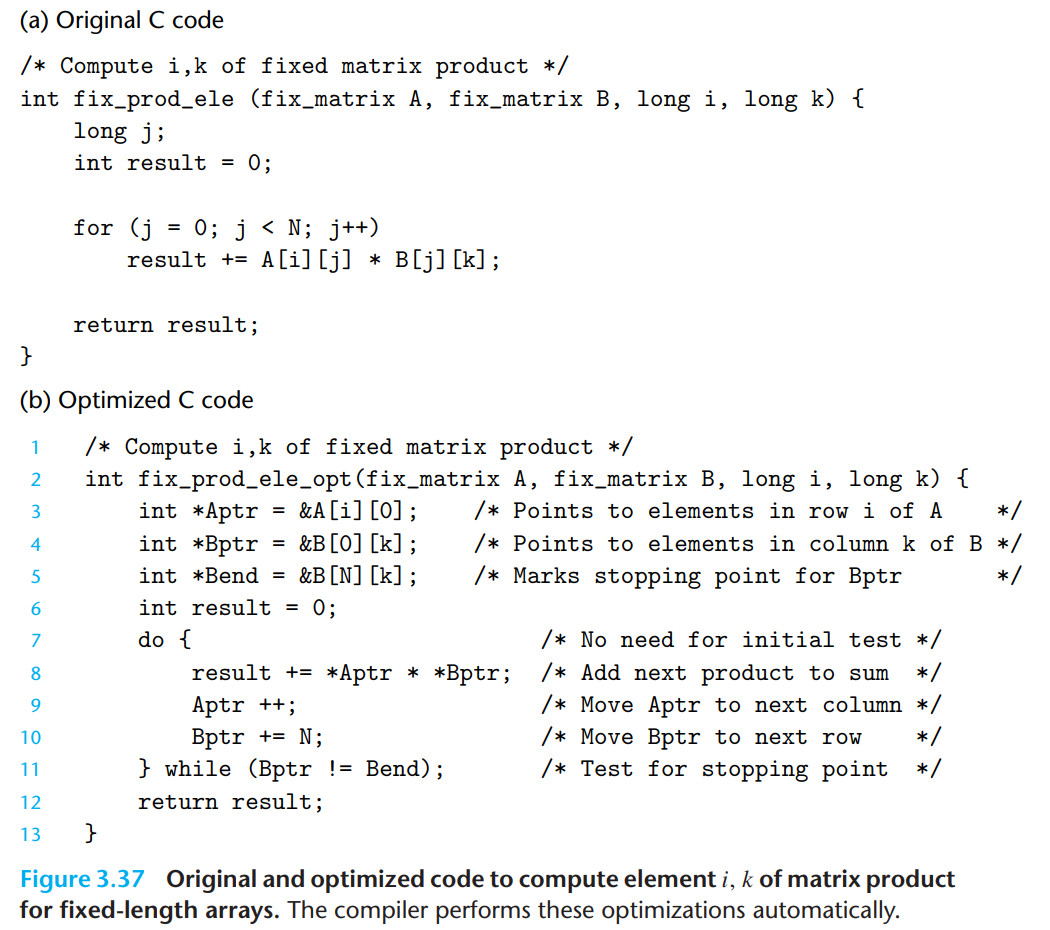 (a) Original C code
/* Compute i,k of fixed matrix product */
int fix_prod_ele (fix_matrix A, fix_matrix B, long i, long k) {
    long j;
    int result = 0;

    for (j = 0; j < N; j++)
        result += A[i][j] * B[j][k];

    return result;
}
(b) Optimized C code
1 /* Compute i,k of fixed matrix product */
2 int fix_prod_ele_opt(fix_matrix A, fix_matrix B, long i, long k) {
3     int *Aptr = &A[i][0];    /* Points to elements in row i of A    */
4     int *Bptr = &B[0][k];    /* Points to elements in column k of B */
5     int *Bend = &B[N][k];    /* Marks stopping point for Bptr       */
6     int result = 0;
7     do {                          /* No need for initial test */
8         result += *Aptr * *Bptr;  /* Add next product to sum  */
9         Aptr ++;                  /* Move Aptr to next column */
10         Bptr += N;                /* Move Bptr to next row    */
11     } while (Bptr != Bend);       /* Test for stopping point  */
12     return result;
13 }
Figure 3.37 Original and optimized code to compute element i, k of matrix product
for fixed-length arrays. The compiler performs these optimizations automatically.